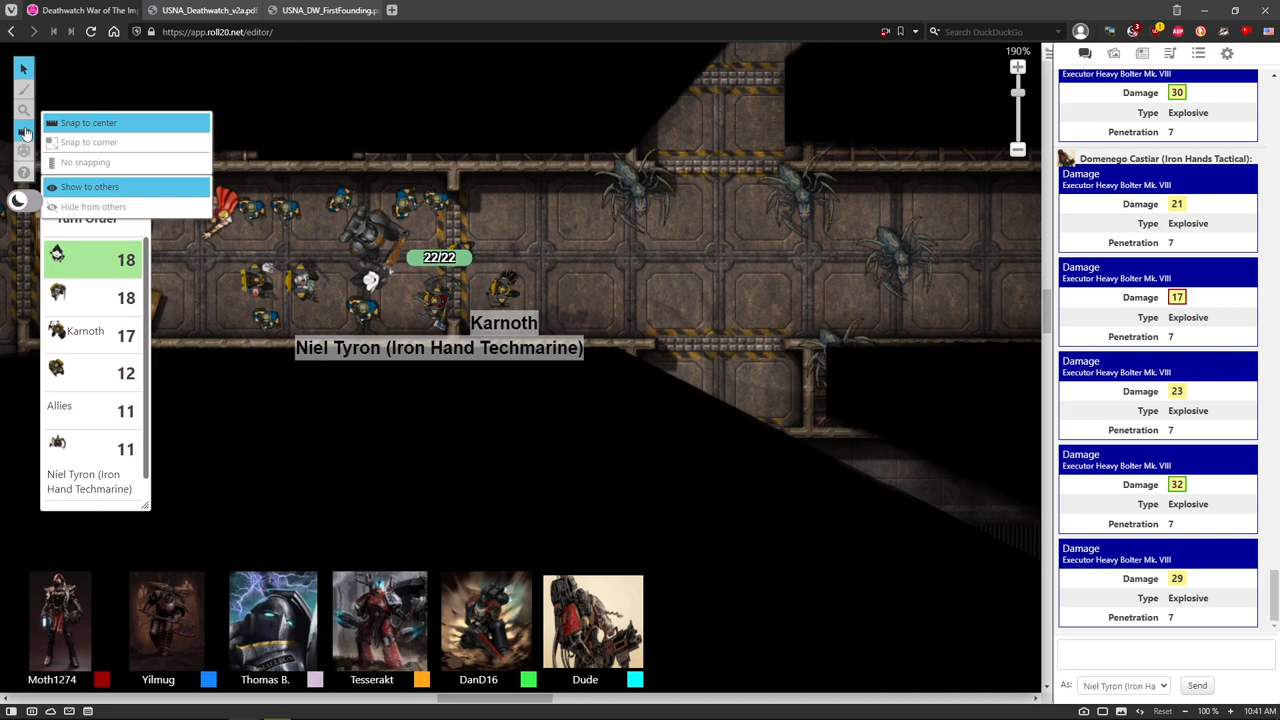 Deathwatch War of The Im
USNA_Deathwatch_v2a.pdf
USNA_DW_FirstFounding.p
https://app.roll20.net/editor/
Search DuckDuckGo
190%
Snap to center
Snap to corner
No snapping
Show to others
Hide from others
Turn Order
18
18
Karnoth
17
12
Allies
11
11
Niel Tyron (Iron
Hand Techmarine)
22/22
Karnoth
Niel Tyron (Iron Hand Techmarine)
Moth1274
Yilmug
Thomas B.
Tesserakt
DanD16
Dude
Executor Heavy Bolter Mk. VIII
Damage 30
Type Explosive
Penetration 7
Domenego Castiar (Iron Hands Tactical):
Damage
Executor Heavy Bolter Mk. VIII
Damage 21
Type Explosive
Penetration 7
Damage
Executor Heavy Bolter Mk. VIII
Damage 17
Type Explosive
Penetration 7
Damage
Executor Heavy Bolter Mk. VIII
Damage 23
Type Explosive
Penetration 7
Damage
Executor Heavy Bolter Mk. VIII
Damage 32
Type Explosive
Penetration 7
Damage
Executor Heavy Bolter Mk. VIII
Damage 29
Type Explosive
Penetration 7
As: Niel Tyron (Iron Ha Send
Reset 100 % 10:41 AM